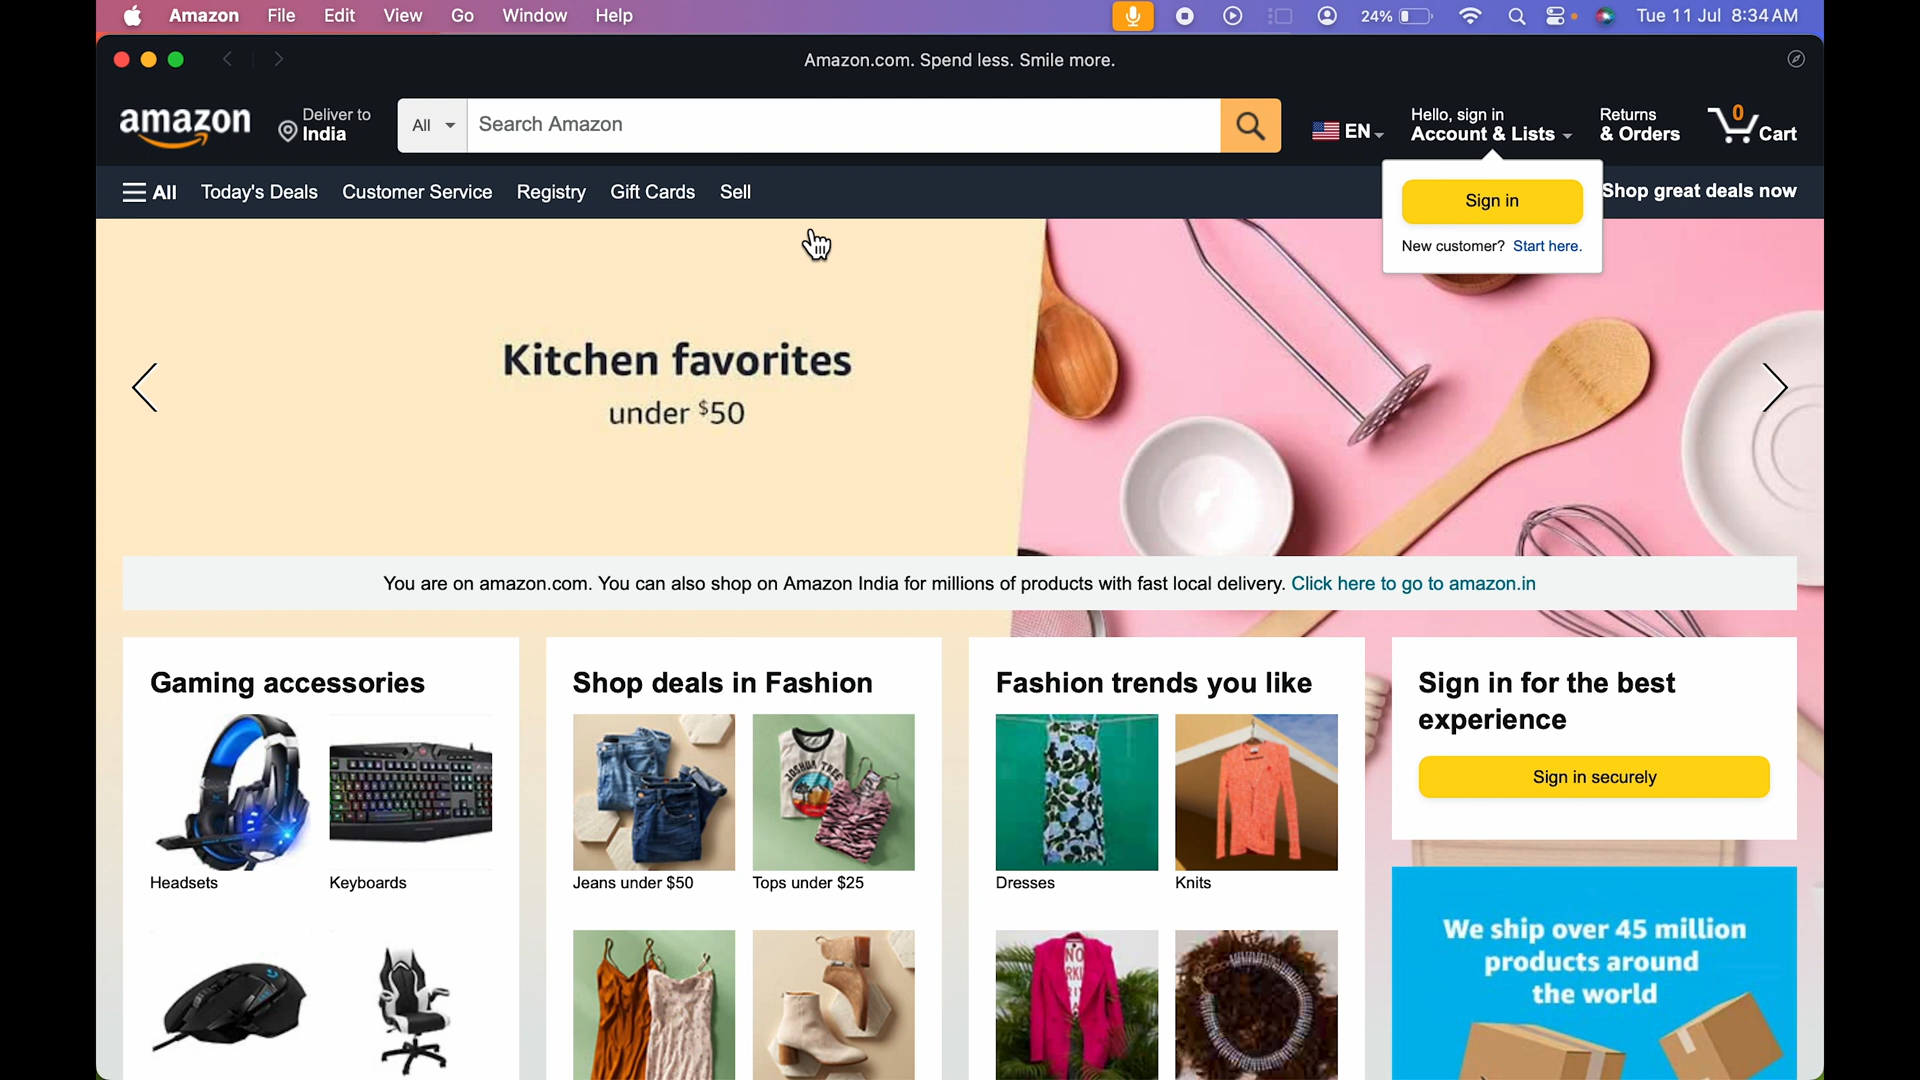 Amazon File Edit View Go Window Help 24% Tue 11 Jul 8:34 AM
Amazon.com. Spend less. Smile more.
amazon
Deliver to
India
All
Search Amazon
EN
Hello, sign in
Account & Lists
Returns
& Orders
0
Cart
All Today's Deals Customer Service Registry Gift Cards Sell
Shop great deals now
Sign in
New customer? Start here.
Kitchen favorites
under $50
You are on amazon.com. You can also shop on Amazon India for millions of products with fast local delivery. Click here to go to amazon.in
Gaming accessories
Headsets
Keyboards
Shop deals in Fashion
JOSHUA TREE
Jeans under $50
Tops under $25
Fashion trends you like
Dresses
Knits
Sign in for the best
experience
Sign in securely
We ship over 45 million
products around
the world